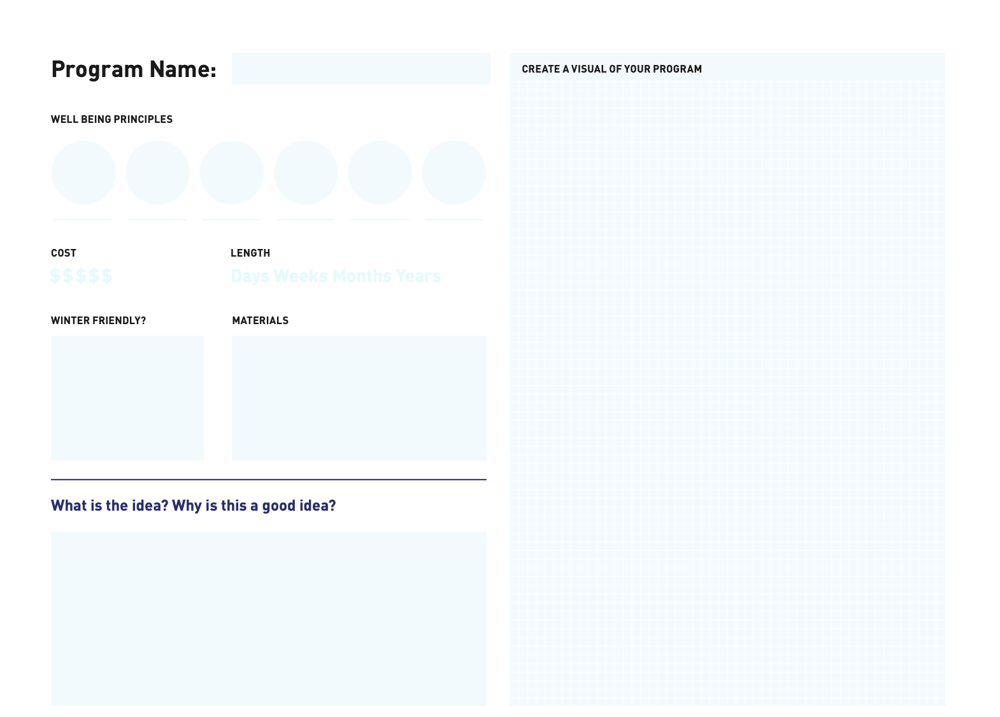 Program Name:
WELL BEING PRINCIPLES
COST
$$$$$
LENGTH
Days Weeks Months Years
WINTER FRIENDLY?
MATERIALS
What is the idea? Why is this a good idea?
CREATE A VISUAL OF YOUR PROGRAM